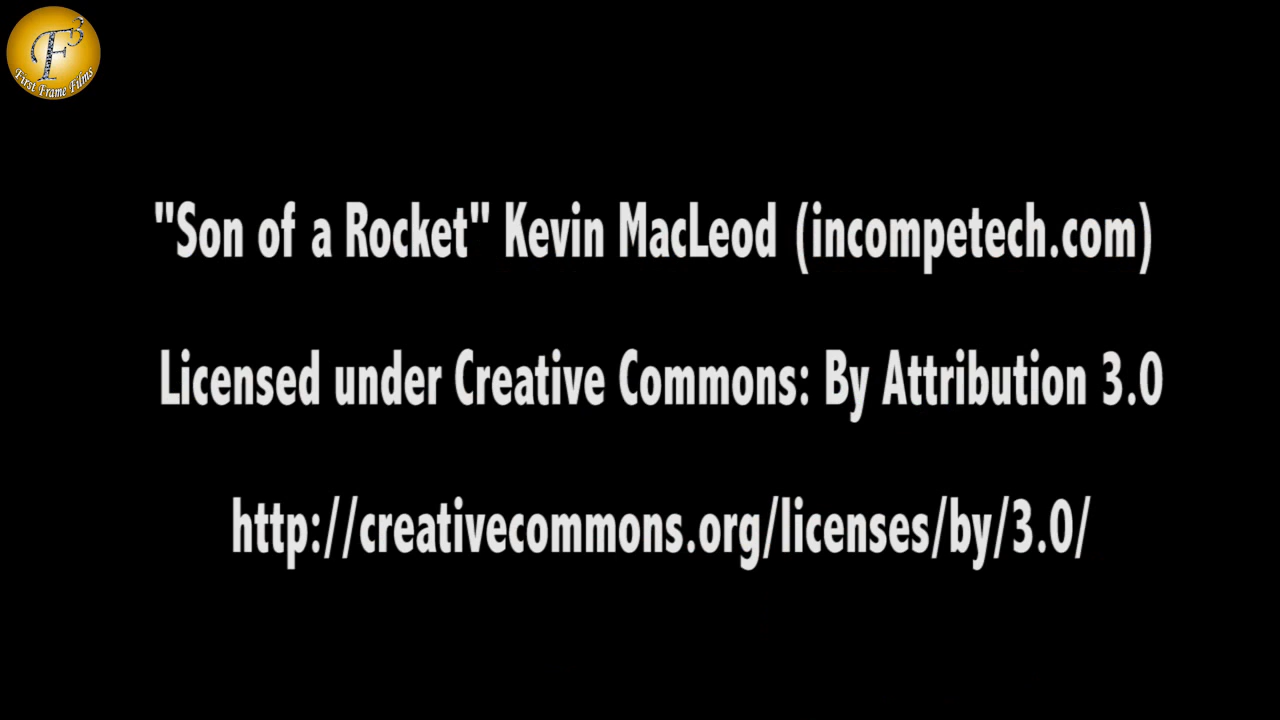 F3
First Frame Films
"Son of a Rocket" Kevin MacLeod (incompetech.com)
Licensed under Creative Commons: By Attribution 3.0
http://creativecommons.org/licenses/by/3.0/